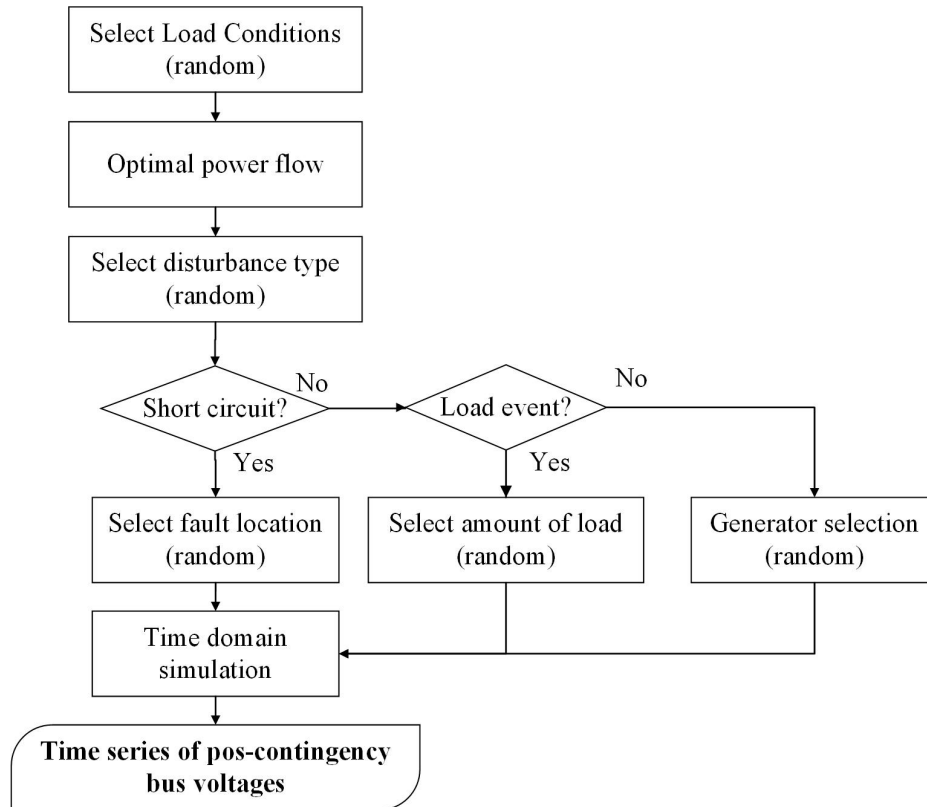 Select Load Conditions
(random)
Optimal power flow
Select disturbance type
(random)
Short circuit?
No
Load event?
No
Yes
Yes
Select fault location
(random)
Select amount of load
(random)
Generator selection
(random)
Time domain
simulation
Time series of pos-contingency
bus voltages